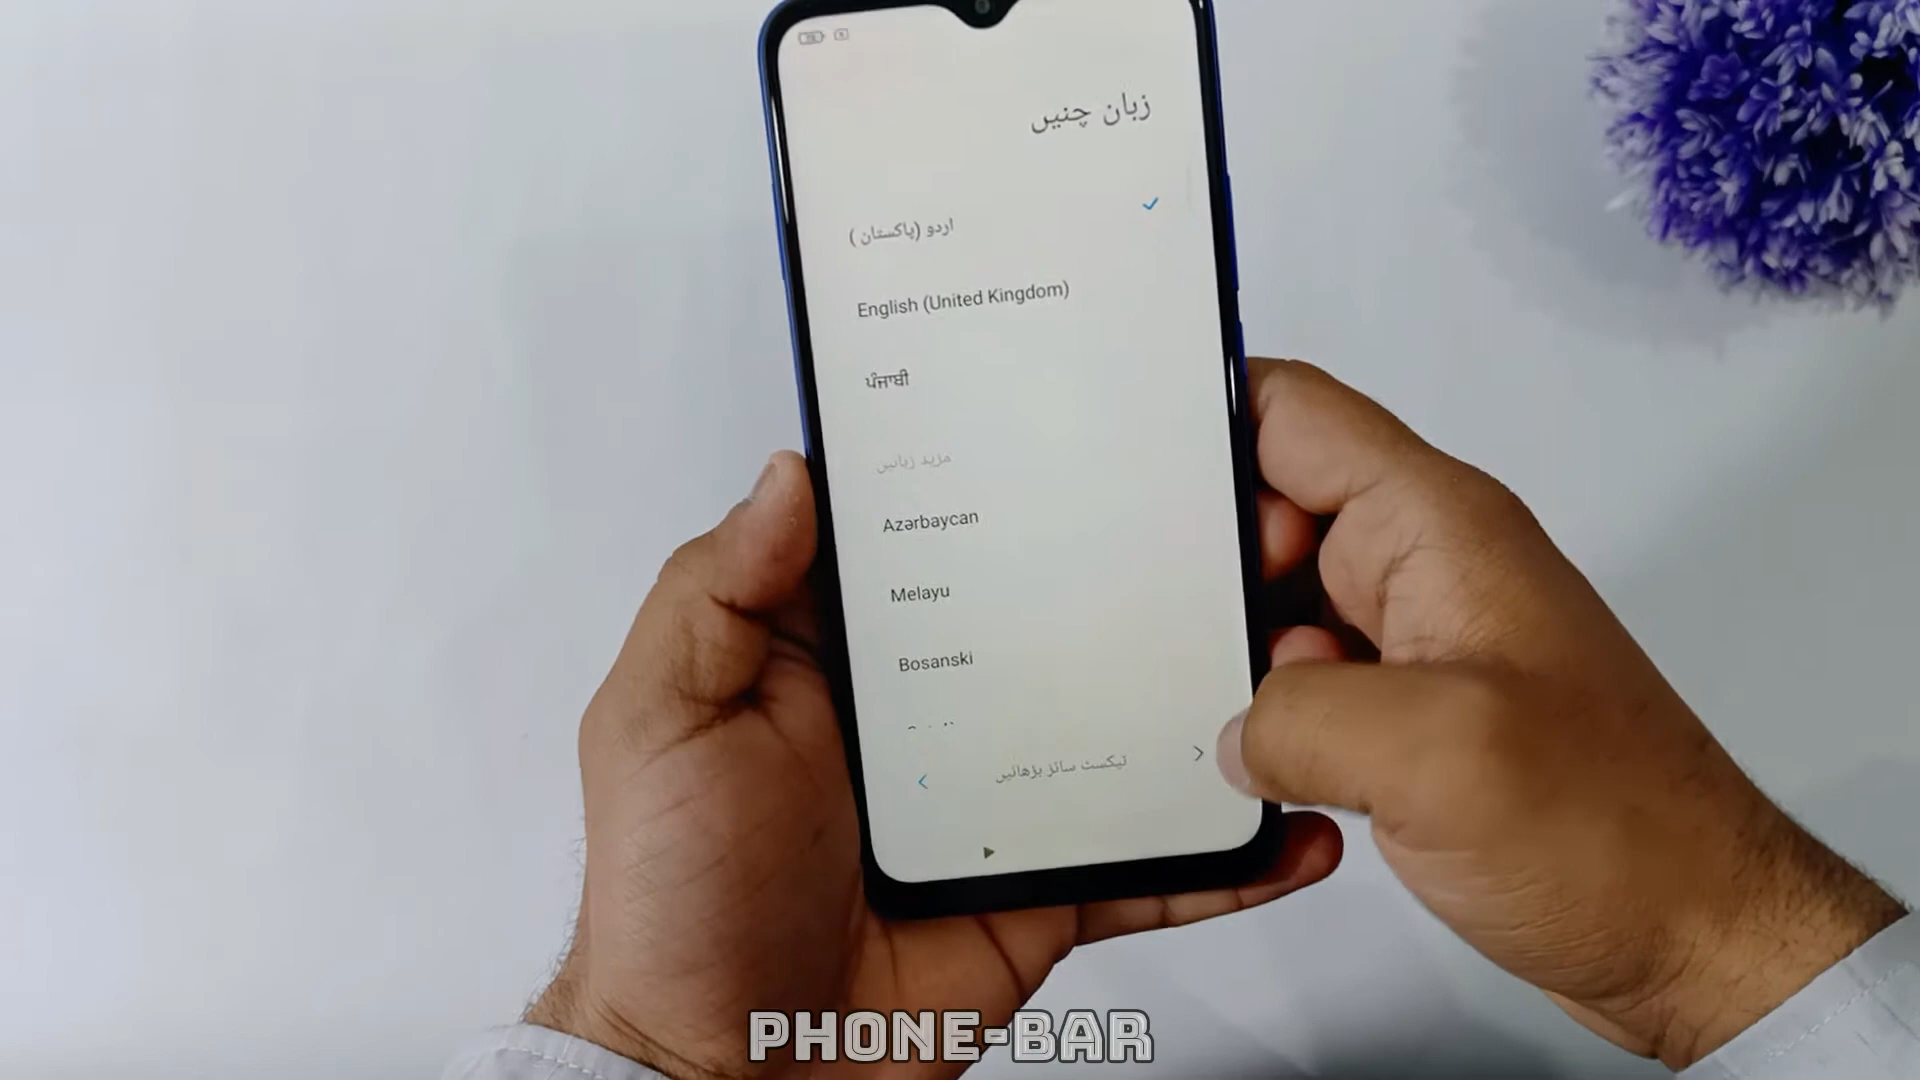 زبان چنیں
اردو (پاکستان)
English (United Kingdom)
ਪੰਜਾਬੀ
مزید زبانیں
Azərbaycan
Melayu
Bosanski
ٹیکسٹ سائز بڑھائیں
PHONE-BAR